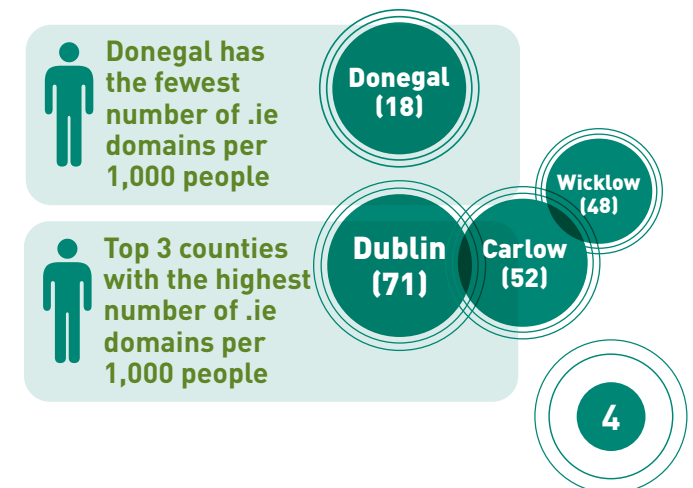 Donegal has
the fewest
number of .ie
domains per
1,000 people
Donegal
(18)
Wicklow
(48)
Top 3 counties
with the highest
number of .ie
domains per
1,000 people
Dublin
(71)
Carlow
(52)
4